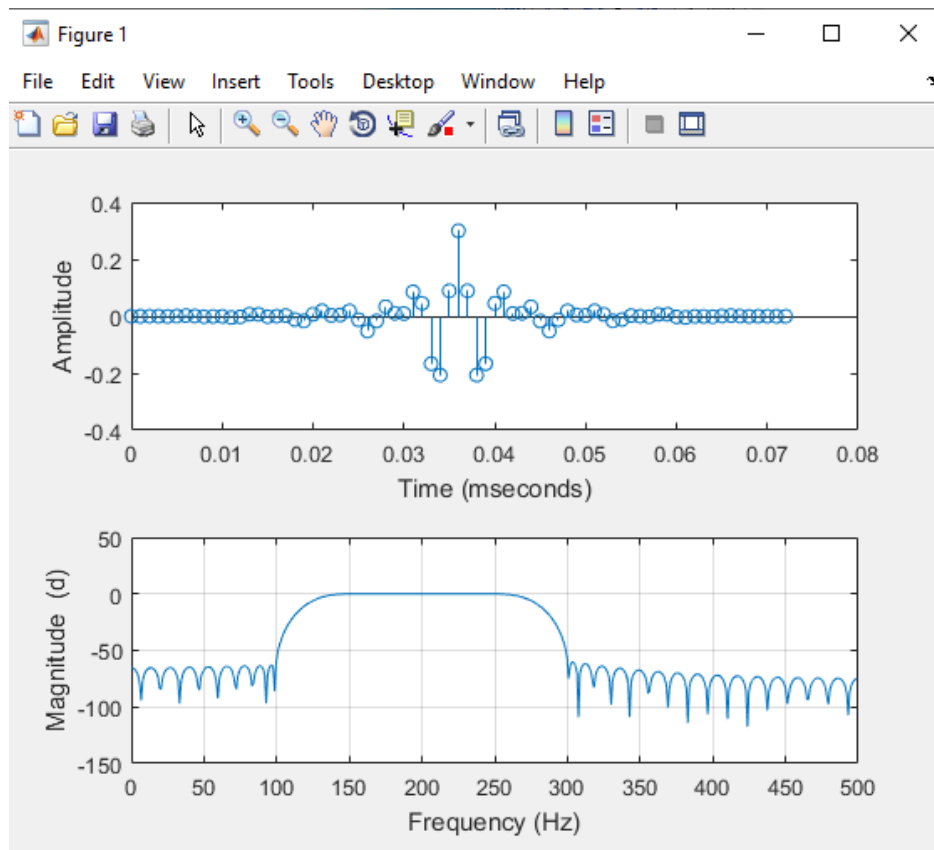 Figure 1
File Edit View Insert Tools Desktop Window Help
0.4
0.2
0
-0.2
-0.4
Amplitude
0 0.01 0.02 0.03 0.04 0.05 0.06 0.07 0.08
Time (mseconds)
50
0
-50
-100
-150
Magnitude (d)
0 50 100 150 200 250 300 350 400 450 500
Frequency (Hz)